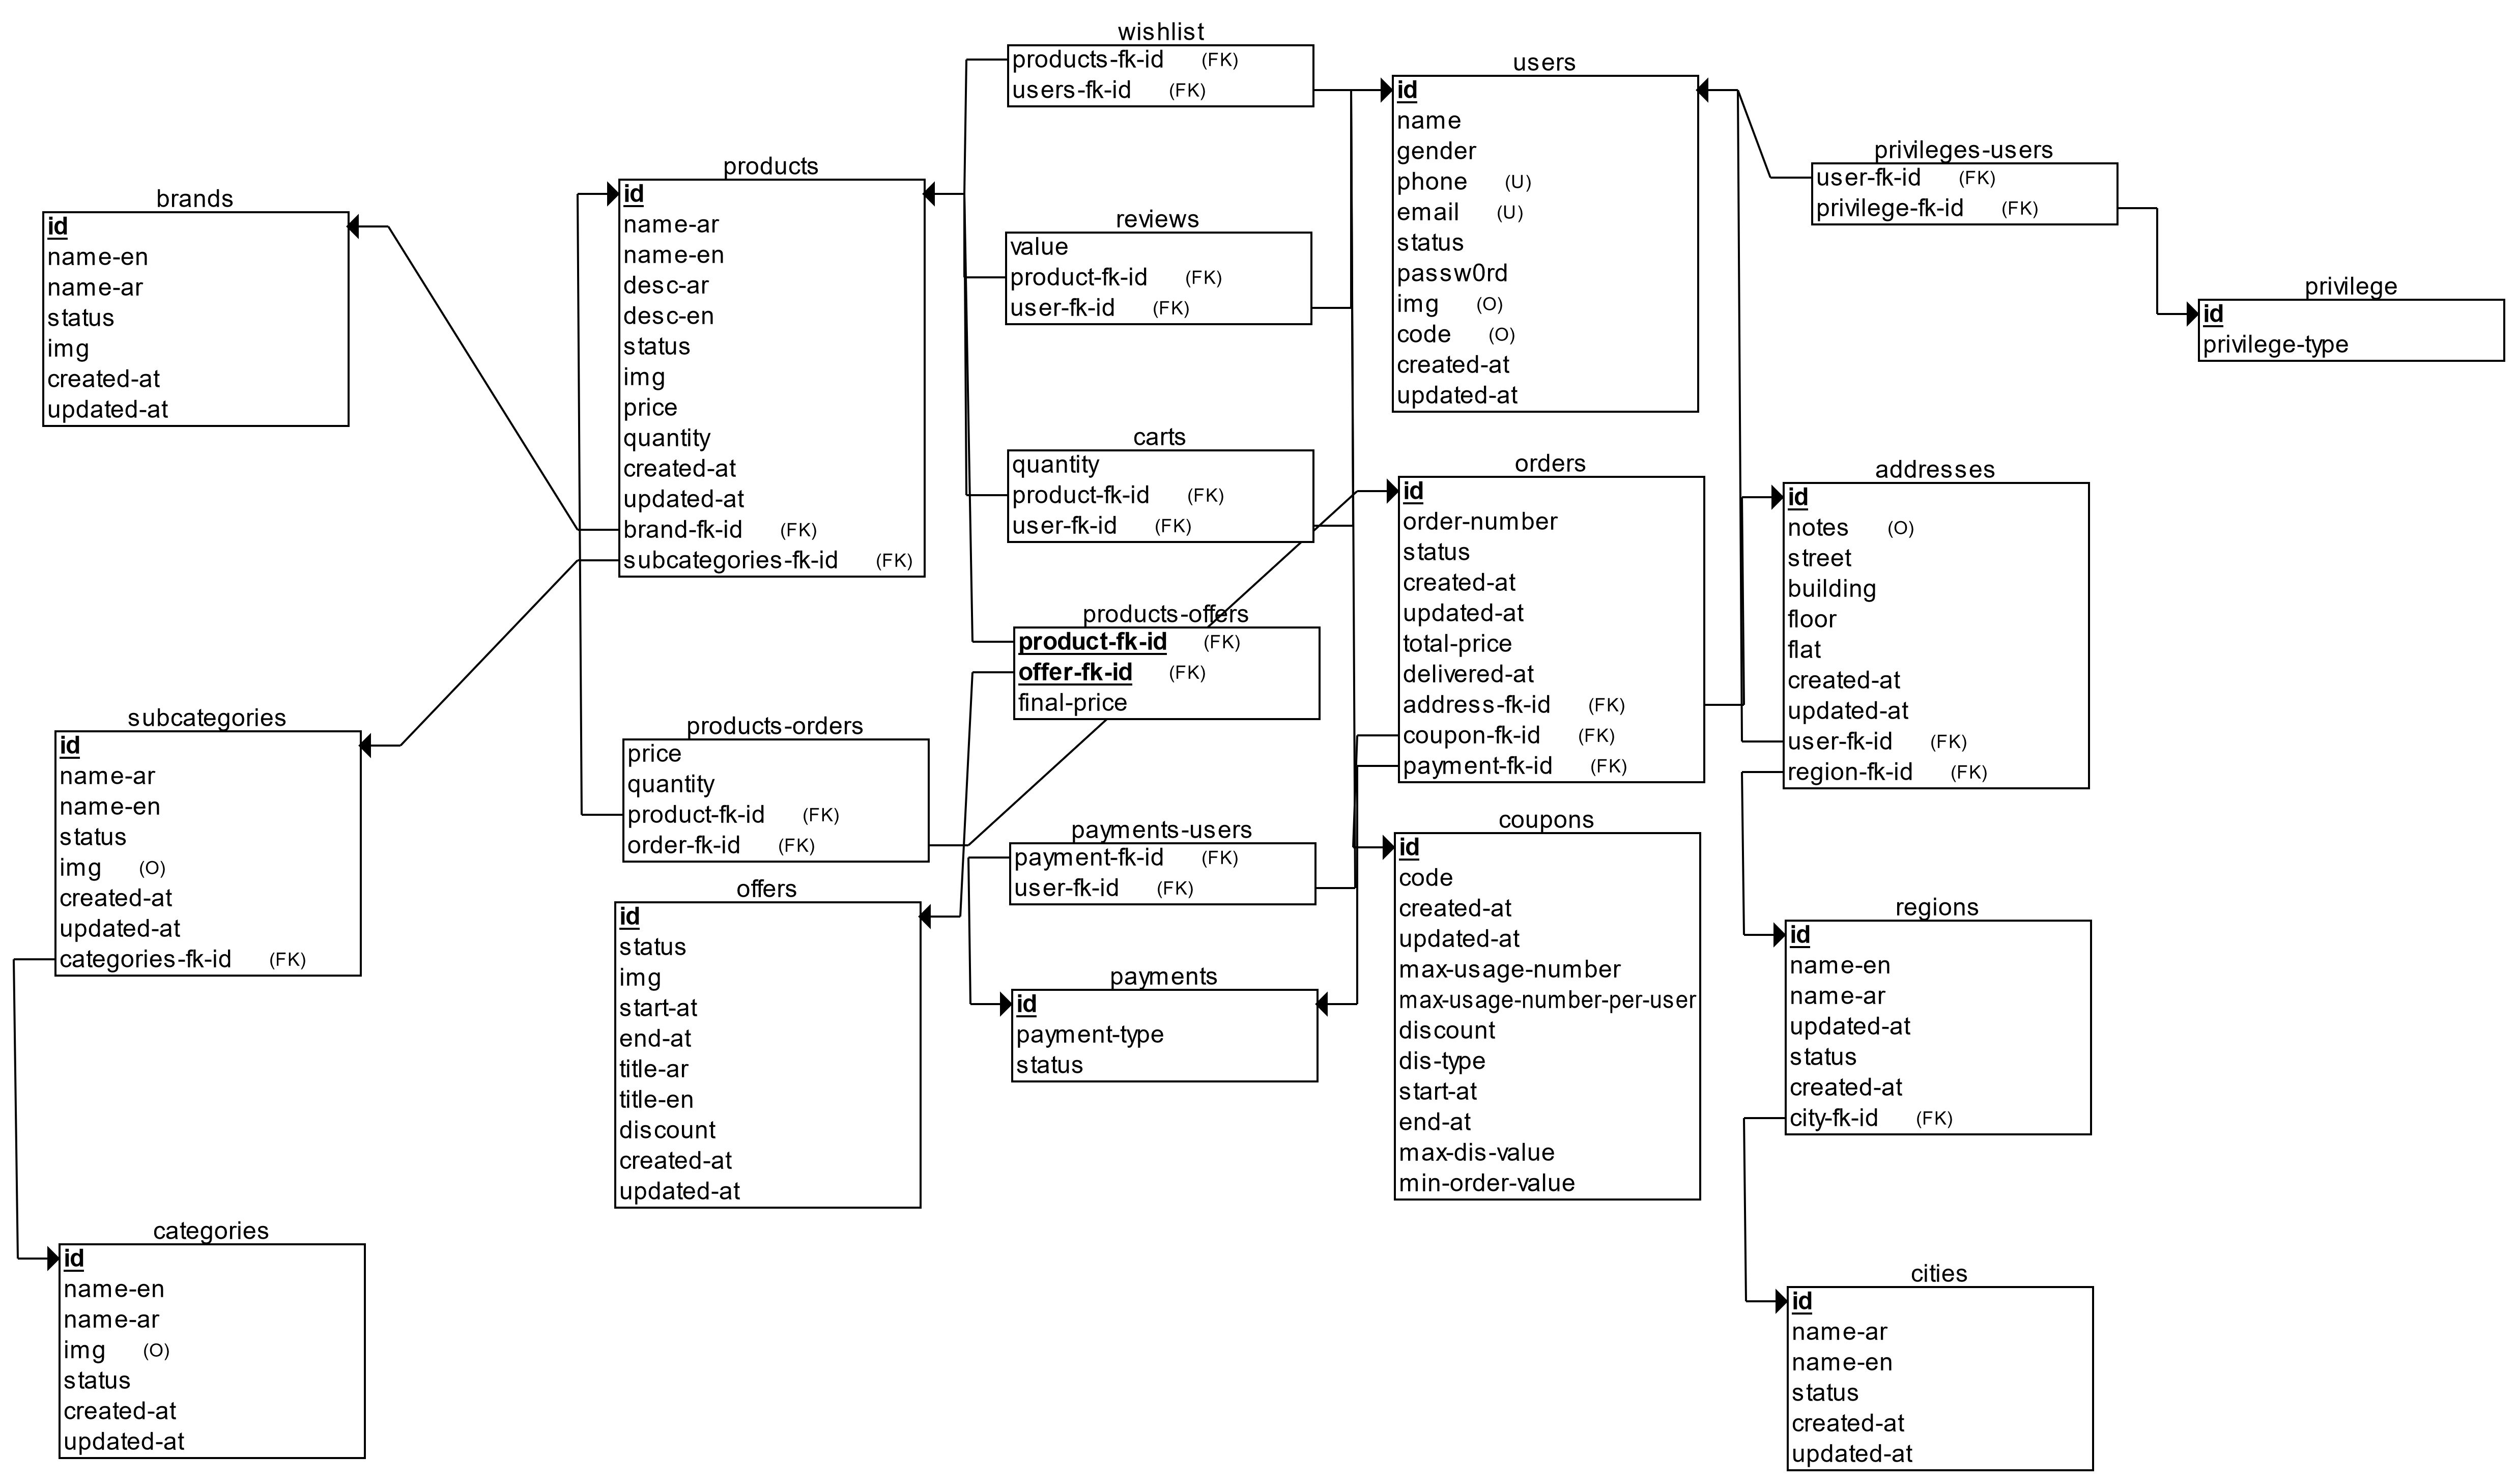 wishlist
products-fk-id (FK)
users-fk-id (FK)
users
id
name
gender
phone (U)
email (U)
status
passw0rd
img (O)
code (O)
created-at
updated-at
privileges-users
user-fk-id (FK)
privilege-fk-id (FK)
privilege
id
privilege-type
brands
id
name-en
name-ar
status
img
created-at
updated-at
products
id
name-ar
name-en
desc-ar
desc-en
status
img
price
quantity
created-at
updated-at
brand-fk-id (FK)
subcategories-fk-id (FK)
reviews
value
product-fk-id (FK)
user-fk-id (FK)
carts
quantity
product-fk-id (FK)
user-fk-id (FK)
orders
id
order-number
status
created-at
updated-at
total-price
delivered-at
address-fk-id (FK)
coupon-fk-id (FK)
payment-fk-id (FK)
addresses
id
notes (O)
street
building
floor
flat
created-at
updated-at
user-fk-id (FK)
region-fk-id (FK)
products-offers
product-fk-id (FK)
offer-fk-id (FK)
final-price
subcategories
id
name-ar
name-en
status
img (O)
created-at
updated-at
categories-fk-id (FK)
products-orders
price
quantity
product-fk-id (FK)
order-fk-id (FK)
payments-users
payment-fk-id (FK)
user-fk-id (FK)
coupons
id
code
created-at
updated-at
max-usage-number
max-usage-number-per-user
discount
dis-type
start-at
end-at
max-dis-value
min-order-value
offers
id
status
img
start-at
end-at
title-ar
title-en
discount
created-at
updated-at
payments
id
payment-type
status
regions
id
name-en
name-ar
updated-at
status
created-at
city-fk-id (FK)
categories
id
name-en
name-ar
img (O)
status
created-at
updated-at
cities
id
name-ar
name-en
status
created-at
updated-at